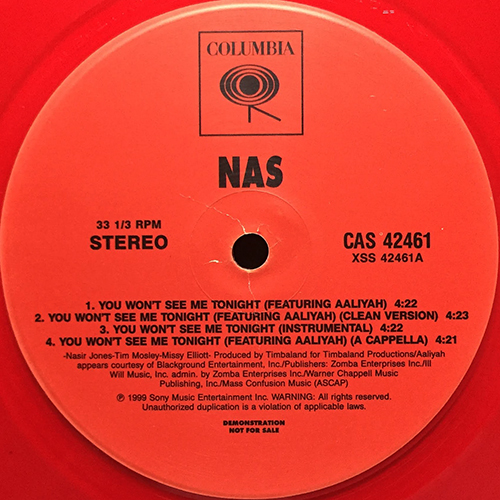 COLUMBIA
NAS
33 1/3 RPM
STEREO
CAS 42461
XSS 42461A
1. YOU WON'T SEE ME TONIGHT (FEATURING AALIYAH) 4:22
2. YOU WON'T SEE ME TONIGHT (FEATURING AALIYAH) (CLEAN VERSION) 4:23
3. YOU WON'T SEE ME TONIGHT (INSTRUMENTAL) 4:22
4. YOU WON'T SEE ME TONIGHT (FEATURING AALIYAH) (A CAPPELLA) 4:21
-Nasir Jones-Tim Mosley-Missy Elliott- Produced by Timbaland for Timbaland Productions/Aaliyah
appears courtesy of Blackground Entertainment, Inc./Publishers: Zomba Enterprises Inc./Ill
Will Music, Inc. admin. by Zomba Enterprises Inc./Warner Chappell Music
Publishing, Inc./Mass Confusion Music (ASCAP)
℗ 1999 Sony Music Entertainment Inc. WARNING: All rights reserved.
Unauthorized duplication is a violation of applicable laws.
DEMONSTRATION
NOT FOR SALE